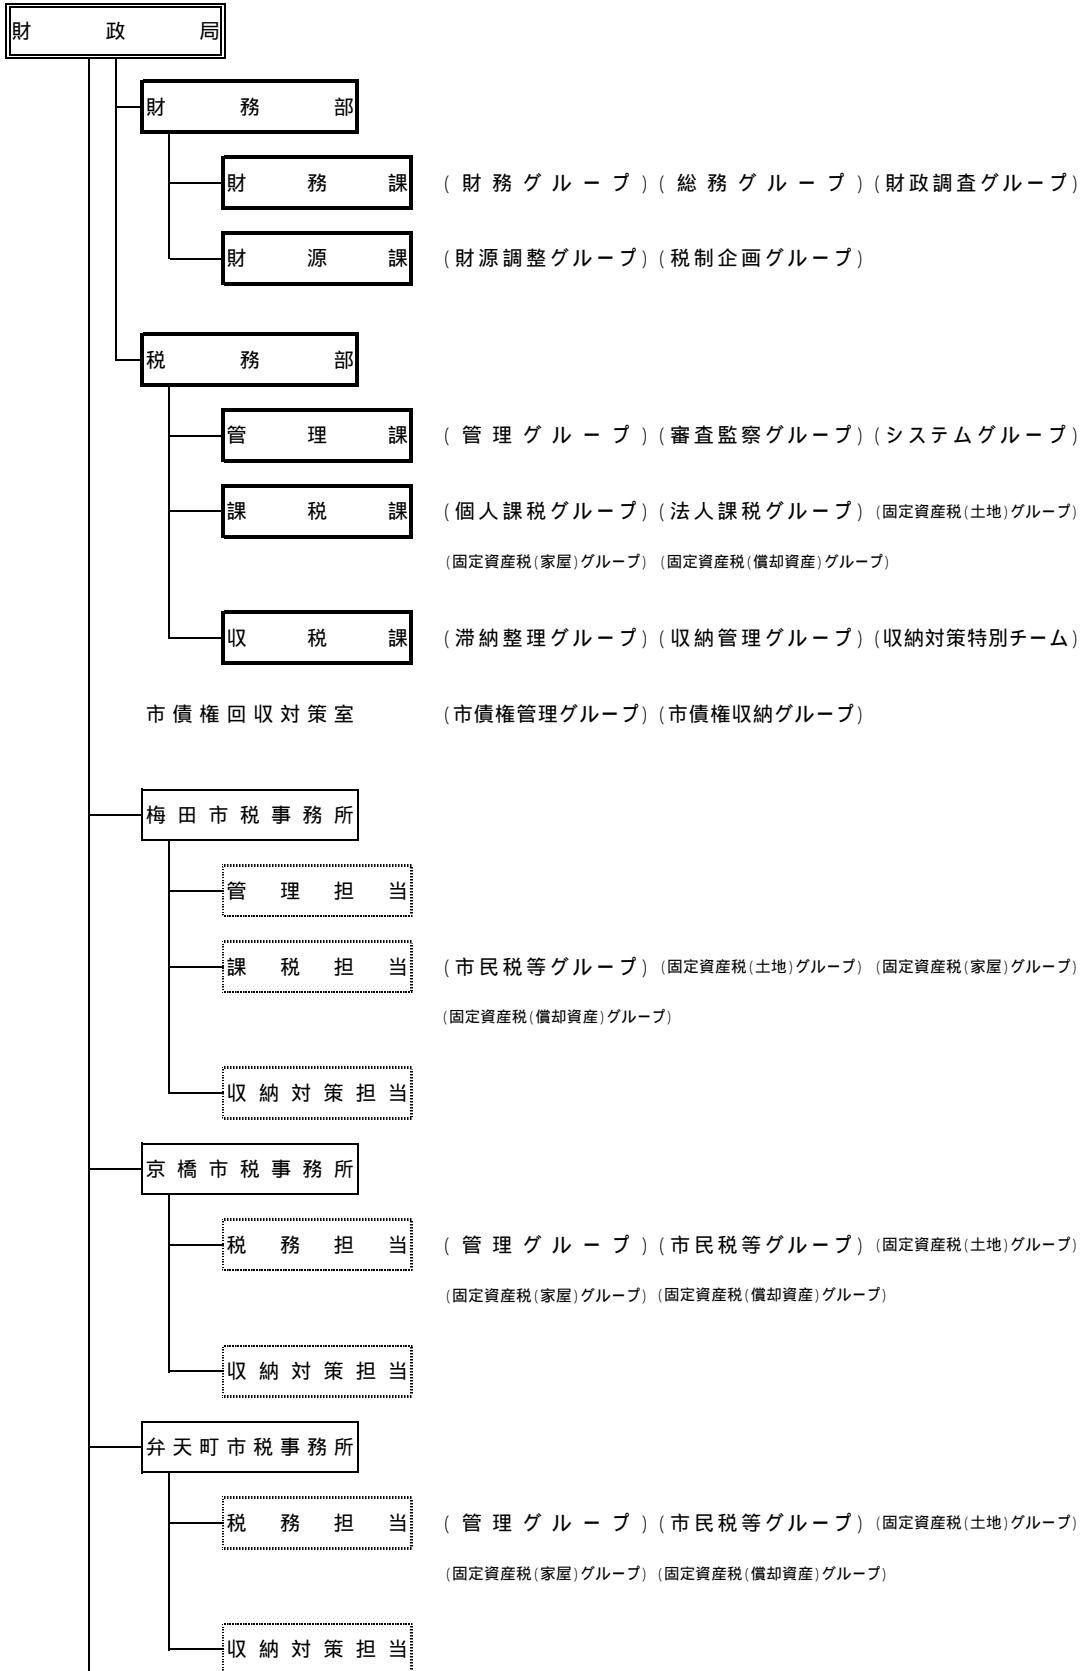 財政局
財務部
財務課 (財務グループ) (総務グループ) (財政調査グループ)
財源課 (財源調整グループ) (税制企画グループ)
税務部
管理課 (管理グループ) (審査監察グループ) (システムグループ)
課税課 (個人課税グループ) (法人課税グループ) (固定資産税(土地)グループ)
(固定資産税(家屋)グループ) (固定資産税(償却資産)グループ)
収税課 (滞納整理グループ) (収納管理グループ) (収納対策特別チーム)
市債権回収対策室 (市債権管理グループ) (市債権収納グループ)
梅田市税事務所
管理担当
課税担当 (市民税等グループ) (固定資産税(土地)グループ) (固定資産税(家屋)グループ)
(固定資産税(償却資産)グループ)
収納対策担当
京橋市税事務所
税務担当 (管理グループ) (市民税等グループ) (固定資産税(土地)グループ)
(固定資産税(家屋)グループ) (固定資産税(償却資産)グループ)
収納対策担当
弁天町市税事務所
税務担当 (管理グループ) (市民税等グループ) (固定資産税(土地)グループ)
(固定資産税(家屋)グループ) (固定資産税(償却資産)グループ)
収納対策担当